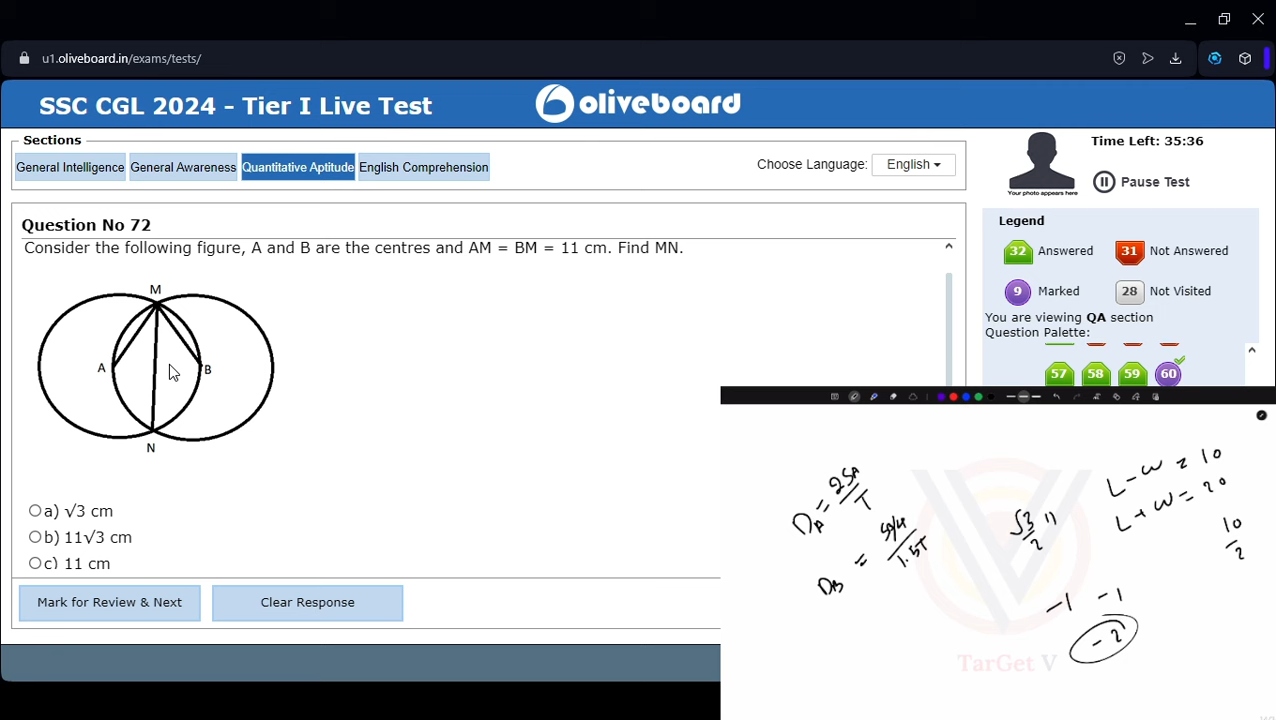 u1.oliveboard.in/exams/tests/
SSC CGL 2024 - Tier I Live Test
oliveboard
Sections
General Intelligence
General Awareness
Quantitative Aptitude
English Comprehension
Choose Language:
English
Time Left: 35:36
Your photo appears here
Pause Test
Question No 72
Consider the following figure, A and B are the centres and AM = BM = 11 cm. Find MN.
M
A
B
N
a) √3 cm
b) 11√3 cm
c) 11 cm
Mark for Review & Next
Clear Response
Legend
32 Answered
31 Not Answered
9 Marked
28 Not Visited
You are viewing QA section
Question Palette:
57 58 59 60
L - W = 10
L + W = 20
10/2
√3/2 11
-1 -1
-2
TarGet V